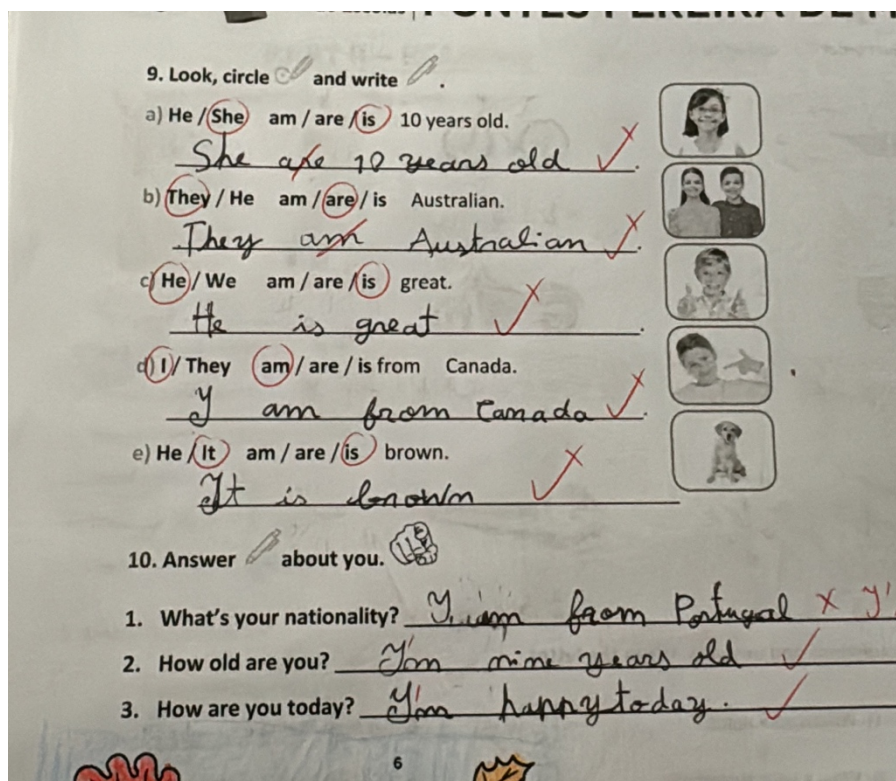 PONTES PEREIRA DE
9. Look, circle and write .
a) He / She am / are / is 10 years old.
She are 10 years old .
b) They / He am / are / is Australian.
They am Australian .
c) He / We am / are / is great.
He is great .
d) I / They am / are / is from Canada.
I am from Canada .
e) He / It am / are / is brown.
It is brown
10. Answer about you.
1. What's your nationality? I am from Portugal x I'
2. How old are you? I'm nine years old
3. How are you today? I'm happy today.
6